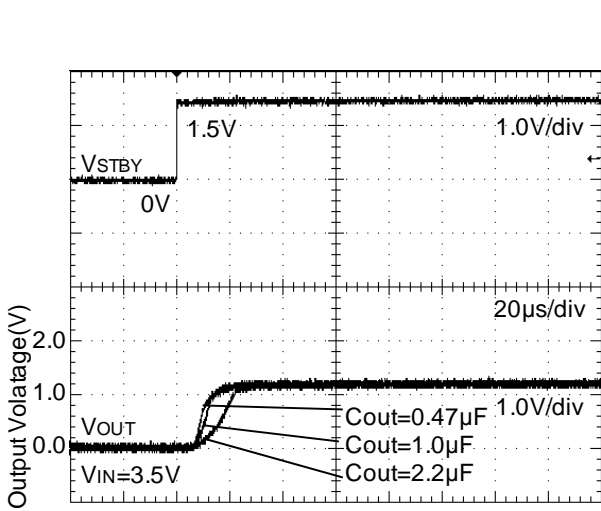 1.5V
1.0V/div
VSTBY
0V
20µs/div
Output Volatage(V)
2.0
1.0
0.0
VOUT
Cout=0.47µF
1.0V/div
Cout=1.0µF
Cout=2.2µF
VIN=3.5V